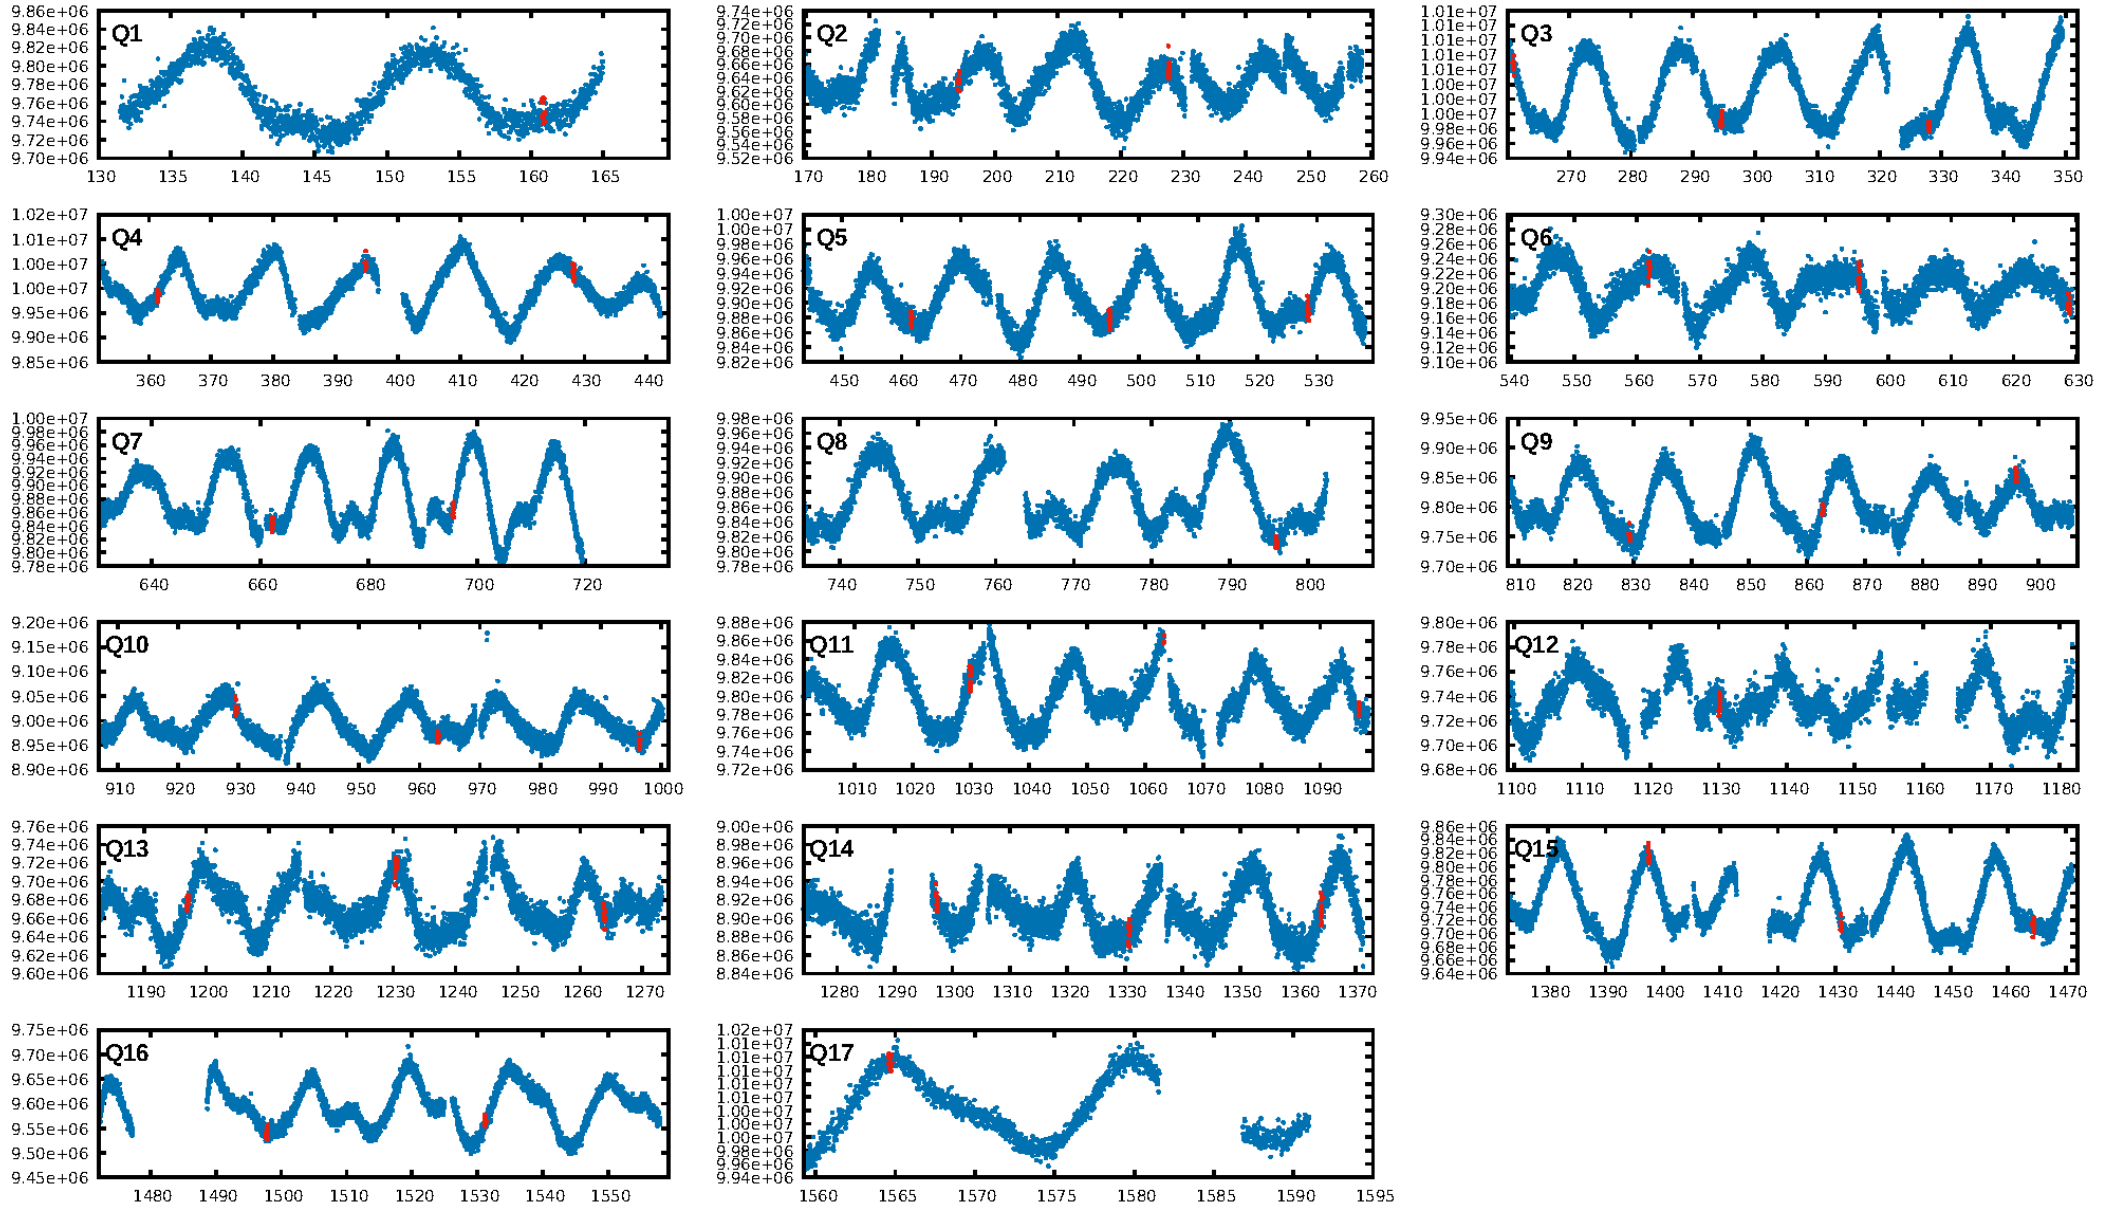 9.86e+06
9.84e+06
9.82e+06
9.80e+06
9.78e+06
9.76e+06
9.74e+06
9.72e+06
9.70e+06
Q1
130 135 140 145 150 155 160 165
9.74e+06
9.72e+06
9.70e+06
9.68e+06
9.66e+06
9.64e+06
9.62e+06
9.60e+06
9.58e+06
9.56e+06
9.54e+06
9.52e+06
Q2
170 180 190 200 210 220 230 240 250 260
1.01e+07
1.01e+07
1.01e+07
1.01e+07
1.01e+07
1.00e+07
1.00e+07
1.00e+07
9.98e+06
9.96e+06
9.94e+06
Q3
270 280 290 300 310 320 330 340 350
1.02e+07
1.01e+07
1.00e+07
1.00e+07
9.95e+06
9.90e+06
9.85e+06
Q4
360 370 380 390 400 410 420 430 440
1.00e+07
9.98e+06
9.96e+06
9.94e+06
9.92e+06
9.90e+06
9.88e+06
9.86e+06
9.84e+06
9.82e+06
Q5
450 460 470 480 490 500 510 520 530
9.30e+06
9.28e+06
9.26e+06
9.24e+06
9.22e+06
9.20e+06
9.18e+06
9.16e+06
9.14e+06
9.12e+06
9.10e+06
Q6
540 550 560 570 580 590 600 610 620 630
1.00e+07
9.98e+06
9.96e+06
9.94e+06
9.92e+06
9.90e+06
9.88e+06
9.86e+06
9.84e+06
9.82e+06
9.80e+06
9.78e+06
Q7
640 660 680 700 720
9.98e+06
9.96e+06
9.94e+06
9.92e+06
9.90e+06
9.88e+06
9.86e+06
9.84e+06
9.82e+06
9.80e+06
9.78e+06
Q8
740 750 760 770 780 790 800
9.95e+06
9.90e+06
9.85e+06
9.80e+06
9.75e+06
9.70e+06
Q9
810 820 830 840 850 860 870 880 890 900
9.20e+06
9.15e+06
9.10e+06
9.05e+06
9.00e+06
8.95e+06
8.90e+06
Q10
910 920 930 940 950 960 970 980 990 1000
9.88e+06
9.86e+06
9.84e+06
9.82e+06
9.80e+06
9.78e+06
9.76e+06
9.74e+06
9.72e+06
Q11
1010 1020 1030 1040 1050 1060 1070 1080 1090
9.80e+06
9.78e+06
9.76e+06
9.74e+06
9.72e+06
9.70e+06
9.68e+06
Q12
1100 1110 1120 1130 1140 1150 1160 1170 1180
9.76e+06
9.74e+06
9.72e+06
9.70e+06
9.68e+06
9.66e+06
9.64e+06
9.62e+06
9.60e+06
Q13
1190 1200 1210 1220 1230 1240 1250 1260 1270
9.00e+06
8.98e+06
8.96e+06
8.94e+06
8.92e+06
8.90e+06
8.88e+06
8.86e+06
8.84e+06
Q14
1280 1290 1300 1310 1320 1330 1340 1350 1360 1370
9.86e+06
9.84e+06
9.82e+06
9.80e+06
9.78e+06
9.76e+06
9.74e+06
9.72e+06
9.70e+06
9.68e+06
9.66e+06
9.64e+06
Q15
1380 1390 1400 1410 1420 1430 1440 1450 1460 1470
9.75e+06
9.70e+06
9.65e+06
9.60e+06
9.55e+06
9.50e+06
9.45e+06
Q16
1480 1490 1500 1510 1520 1530 1540 1550
1.02e+07
1.01e+07
1.01e+07
1.01e+07
1.01e+07
1.01e+07
1.00e+07
1.00e+07
1.00e+07
9.98e+06
9.96e+06
9.94e+06
Q17
1560 1565 1570 1575 1580 1585 1590 1595